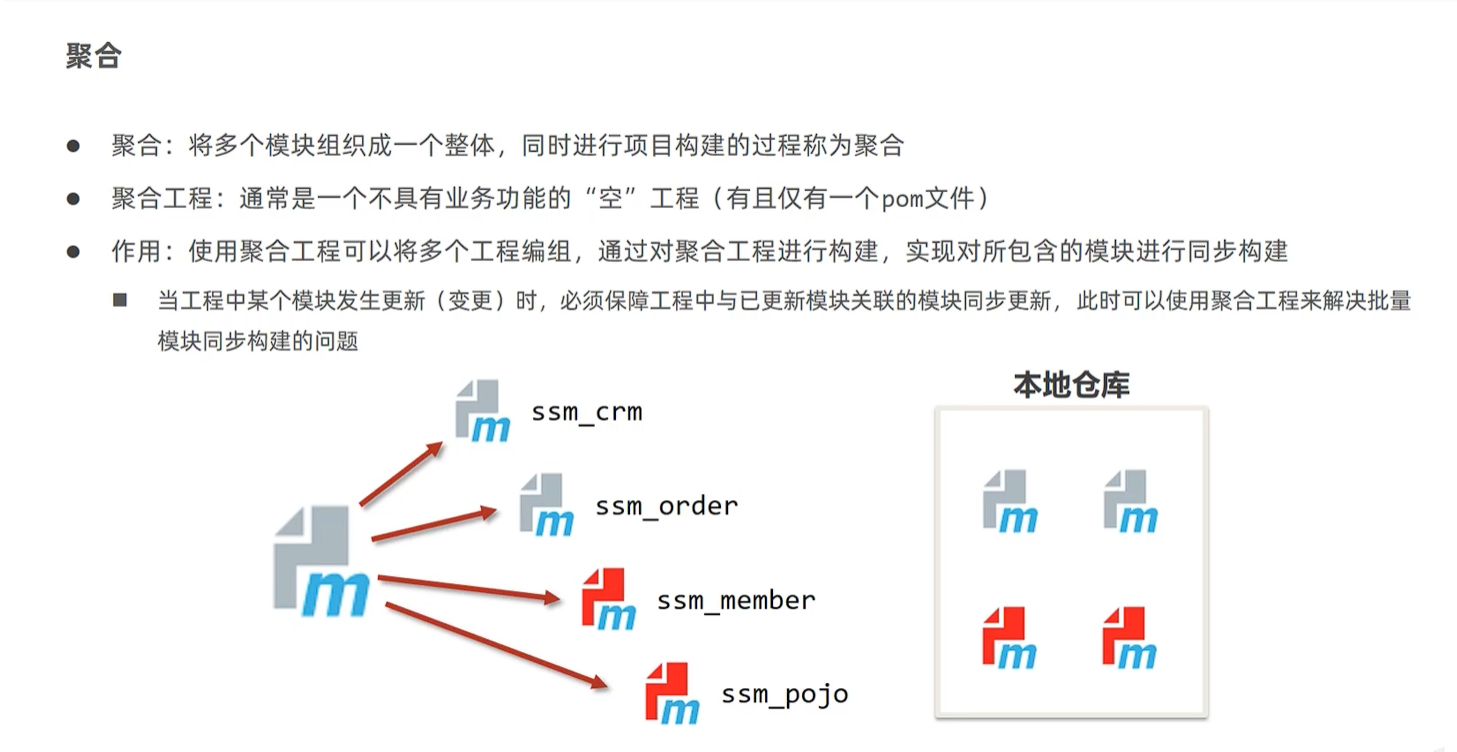 聚合
● 聚合：将多个模块组织成一个整体，同时进行项目构建的过程称为聚合
● 聚合工程：通常是一个不具有业务功能的“空”工程（有且仅有一个pom文件）
● 作用：使用聚合工程可以将多个工程编组，通过对聚合工程进行构建，实现对所包含的模块进行同步构建
■ 当工程中某个模块发生更新（变更）时，必须保障工程中与已更新模块关联的模块同步更新，此时可以使用聚合工程来解决批量
模块同步构建的问题
本地仓库
m ssm_crm
m ssm_order
m
m ssm_member
m ssm_pojo
m m
m m